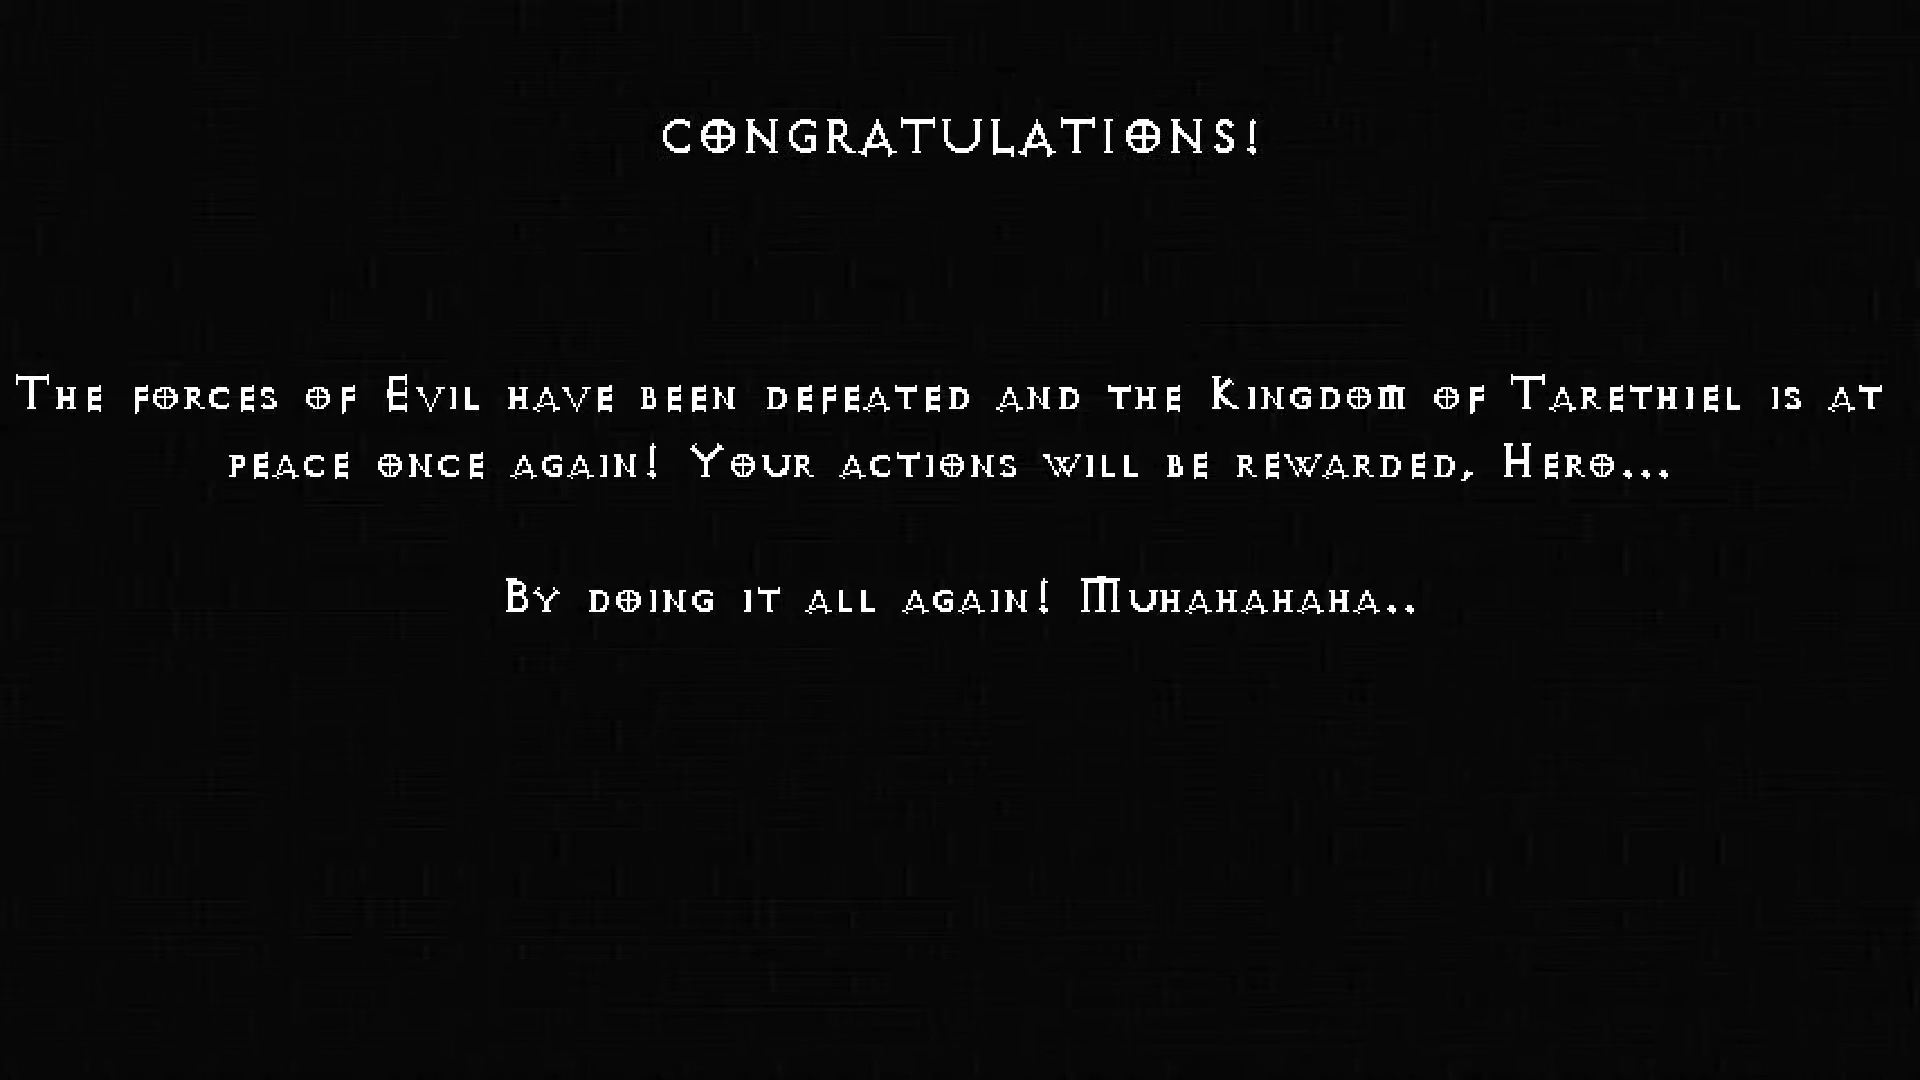 CONGRATULATIONS!
The forces of Evil have been defeated and the Kingdom of Tarethiel is at
peace once again! Your actions will be rewarded, Hero...
By doing it all again! Muhahahaha..